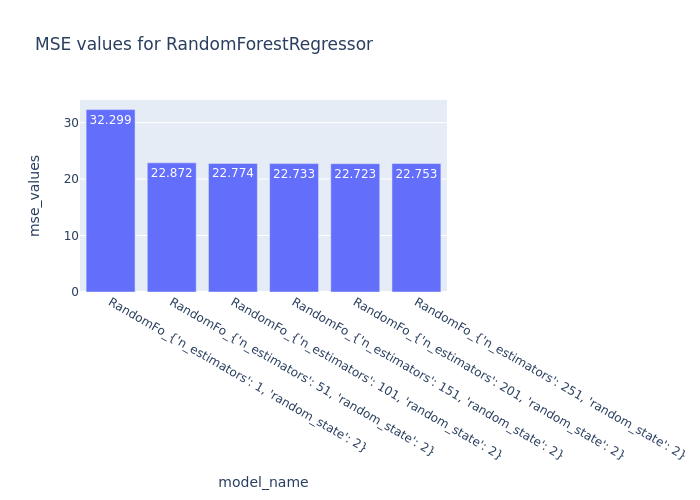 MSE values for RandomForestRegressor
mse_values
30
20
10
0
32.299
22.872
22.774
22.733
22.723
22.753
RandomFo_{'n_estimators': 1, 'random_state': 2}
RandomFo_{'n_estimators': 51, 'random_state': 2}
RandomFo_{'n_estimators': 101, 'random_state': 2}
RandomFo_{'n_estimators': 151, 'random_state': 2}
RandomFo_{'n_estimators': 201, 'random_state': 2}
RandomFo_{'n_estimators': 251, 'random_state': 2}
model_name